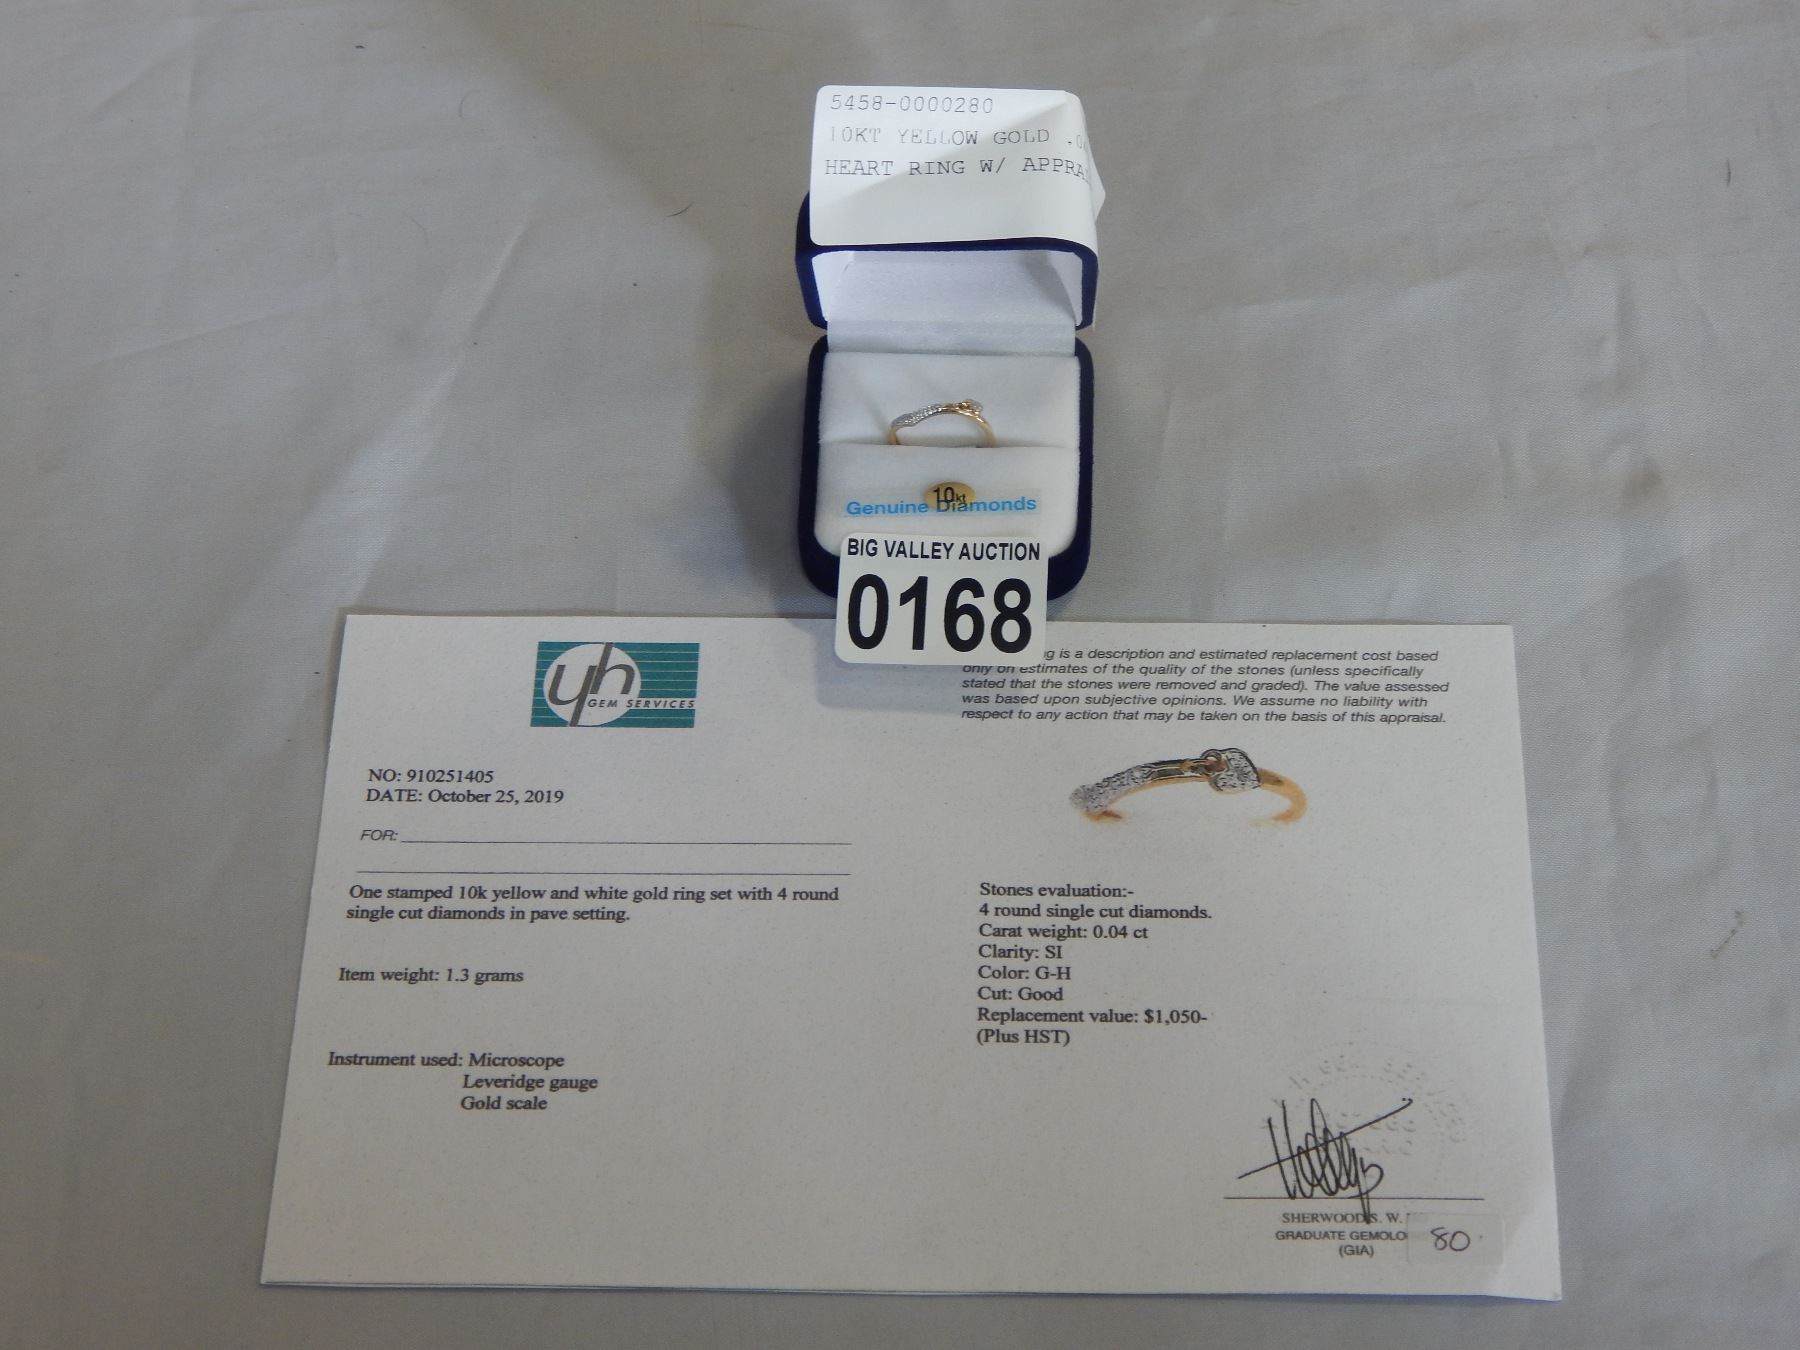 5458-0000280
10KT YELLOW GOLD
HEART RING W/
10kt
Genuine Diamonds
BIG VALLEY AUCTION
0168
yh
GEM SERVICES
is a description and estimated replacement cost based
only on estimates of the quality of the stones (unless specifically
stated that the stones were removed and graded). The value assessed
was based upon subjective opinions. We assume no liability with
respect to any action that may be taken on the basis of this appraisal.
NO: 910251405
DATE: October 25, 2019
FOR:
One stamped 10k yellow and white gold ring set with 4 round
single cut diamonds in pave setting.
Item weight: 1.3 grams
Instrument used: Microscope
Leveridge gauge
Gold scale
Stones evaluation:-
4 round single cut diamonds.
Carat weight: 0.04 ct
Clarity: SI
Color: G-H
Cut: Good
Replacement value: $1,050-
(Plus HST)
SHERWOOD S. W.
GRADUATE
(GIA)
80